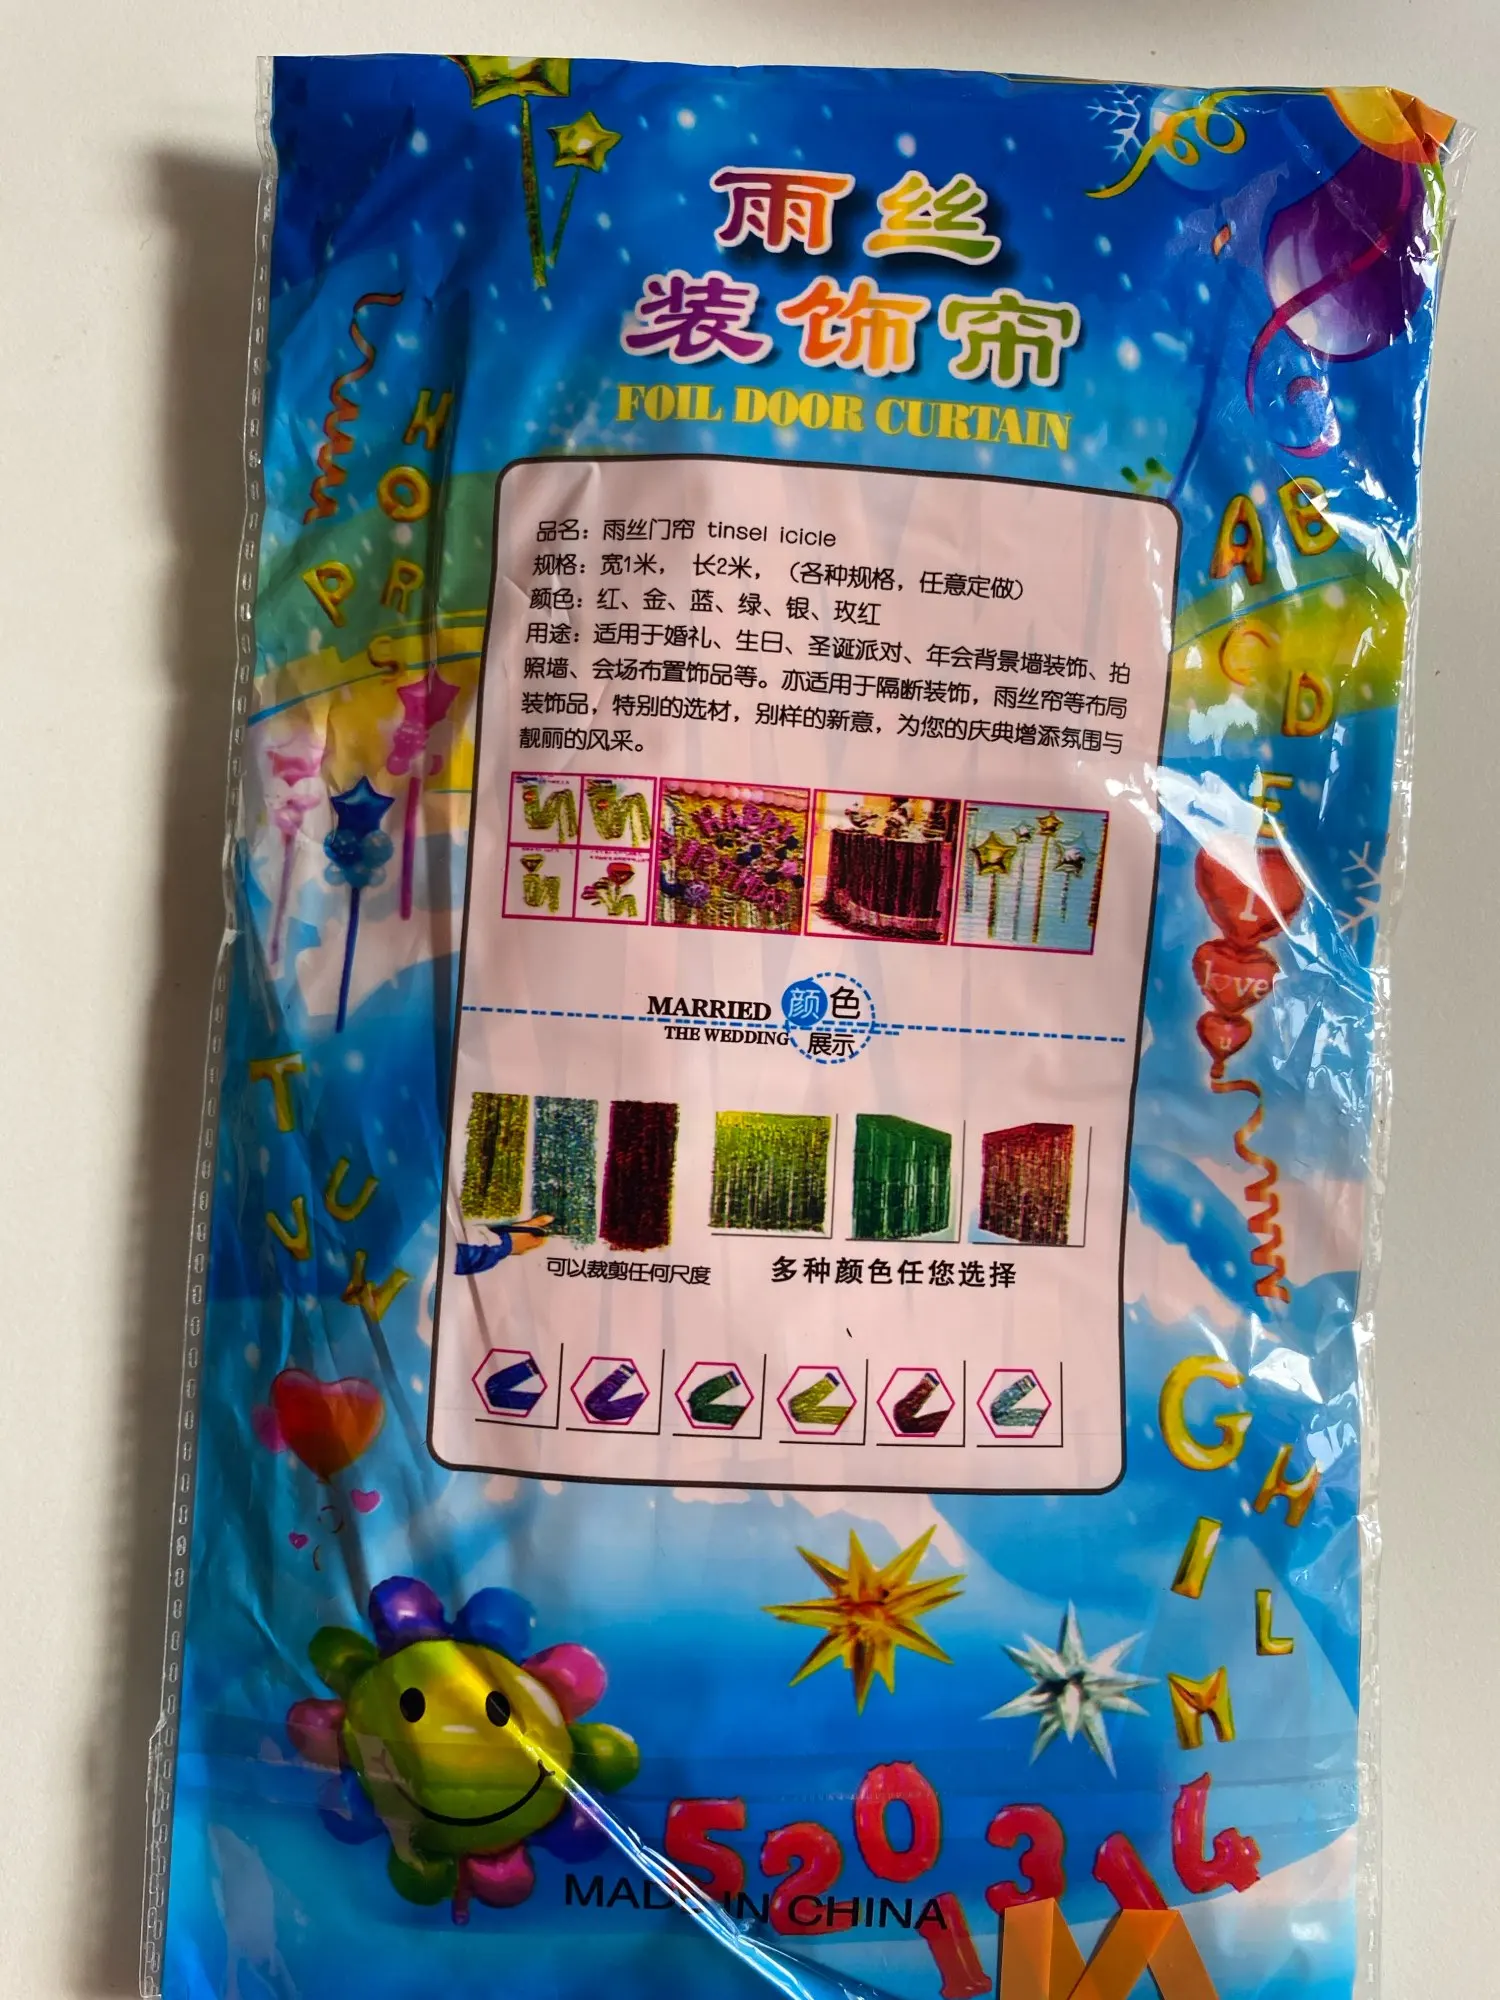 雨丝
装饰帘
FOIL DOOR CURTAIN
品名：雨丝门帘 tinsel icicle
规格：宽1米， 长2米，（各种规格，任意定做）
颜色：红、金、蓝、绿、银、玫红
用途：适用于婚礼、生日、圣诞派对、年会背景墙装饰、拍
照墙、会场布置饰品等。亦适用于隔断装饰，雨丝帘等布局
装饰品，特别的选材，别样的新意，为您的庆典增添氛围与
靓丽的风采。
MARRIED 颜色
THE WEDDING 展示
可以裁剪任何尺度
多种颜色任您选择
H
O
P
R
S
T
U
V
A
B
C
D
E
I
love
u
G
H
I
L
M
520
1314
MADE IN CHINA